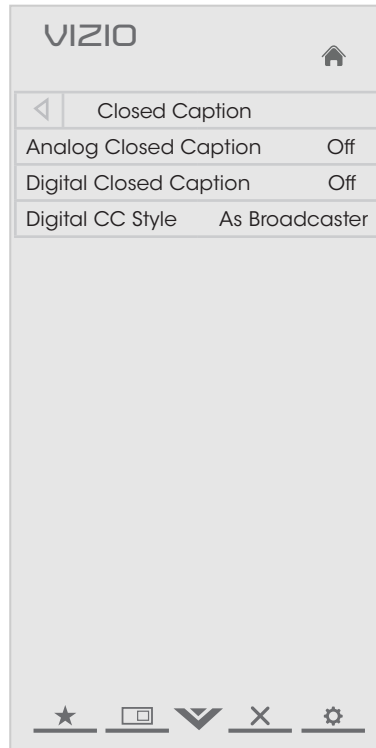 VIZIO
Closed Caption
Analog Closed Caption Off
Digital Closed Caption Off
Digital CC Style As Broadcaster